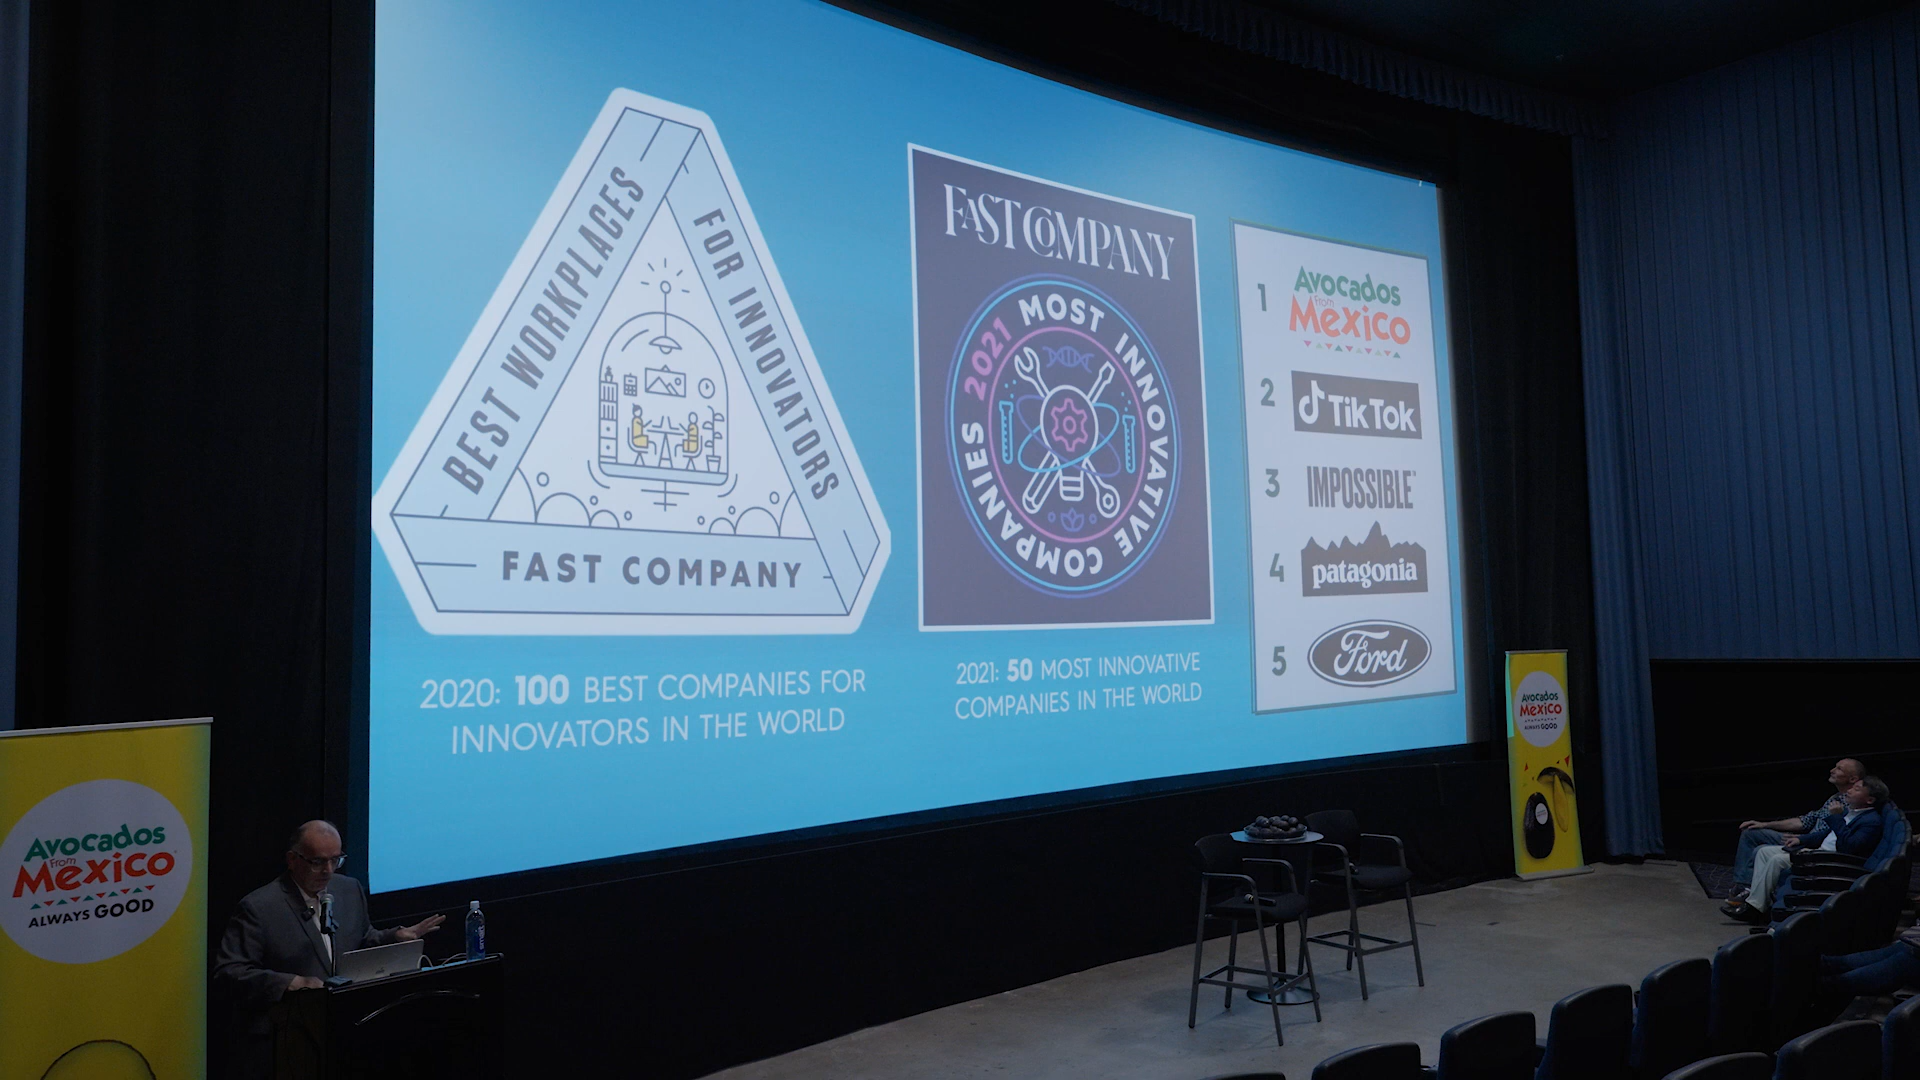 BEST WORKPLACES
FOR INNOVATORS
FAST COMPANY
2020: 100 BEST COMPANIES FOR
INNOVATORS IN THE WORLD
FAST COMPANY
2021 MOST INNOVATIVE COMPANIES
2021: 50 MOST INNOVATIVE
COMPANIES IN THE WORLD
1
Avocados
From
Mexico
2
TikTok
3
IMPOSSIBLE
4
patagonia
5
Ford
Avocados
From
Mexico
ALWAYS GOOD
Avocados
Mexico
ALWAYS GOOD
smart